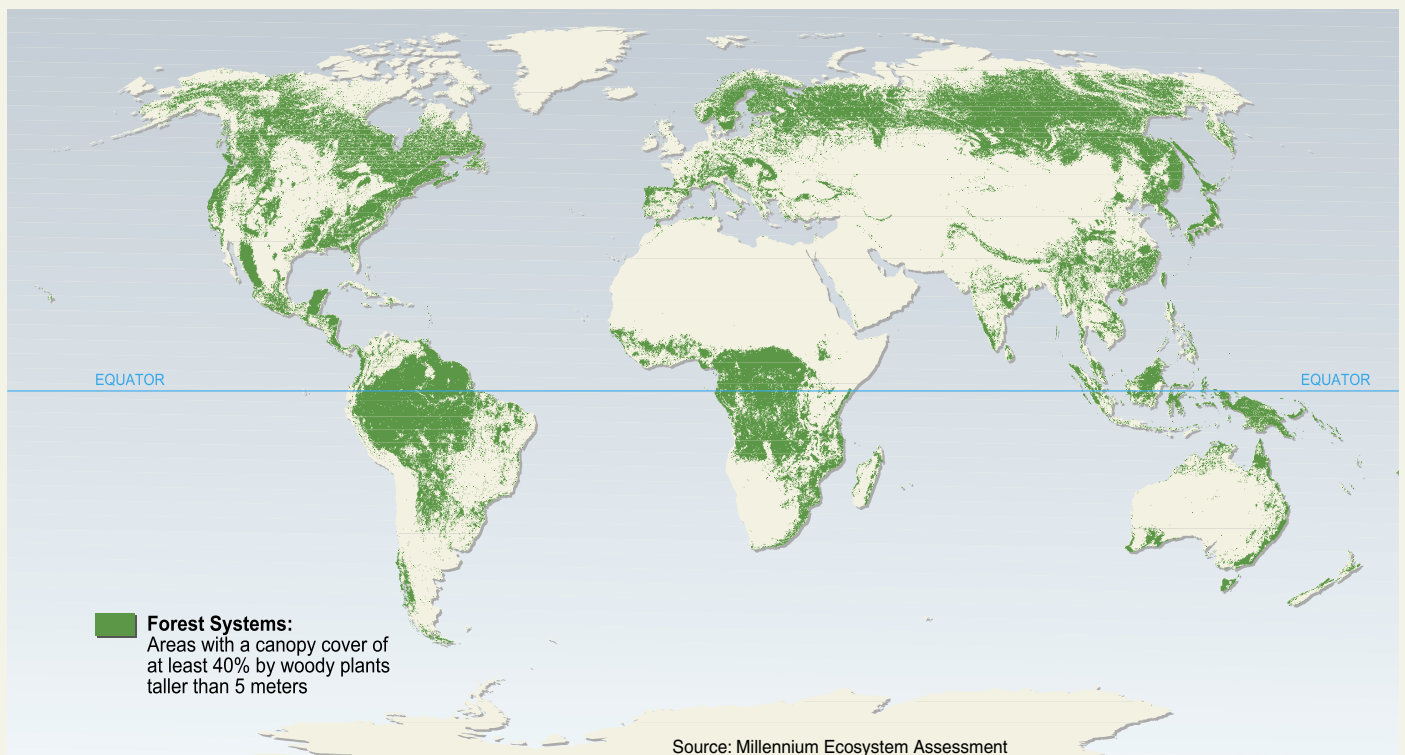 EQUATOR
EQUATOR
Forest Systems:
Areas with a canopy cover of
at least 40% by woody plants
taller than 5 meters
Source: Millennium Ecosystem Assessment